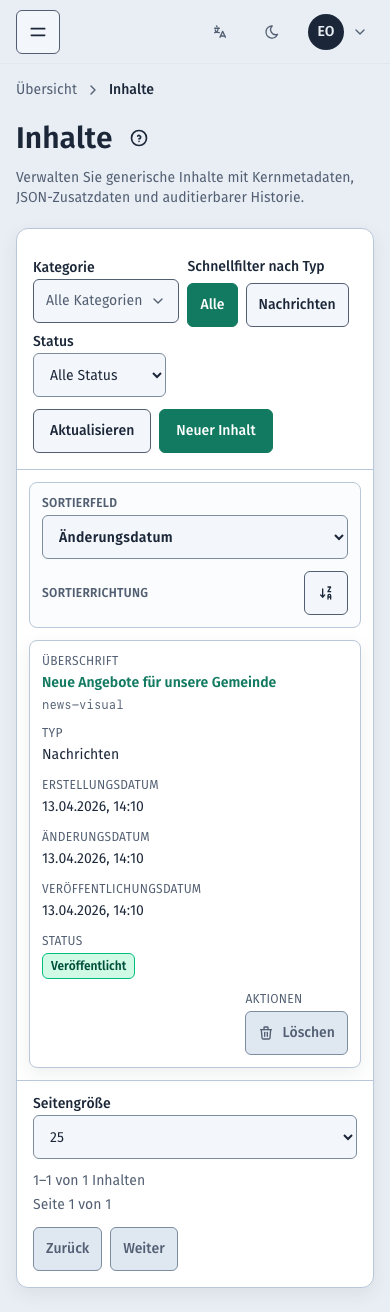 EO
Übersicht > Inhalte
Inhalte
Verwalten Sie generische Inhalte mit Kernmetadaten,
JSON-Zusatzdaten und auditierbarer Historie.
Kategorie
Alle Kategorien
Schnellfilter nach Typ
Alle Nachrichten
Status
Alle Status
Aktualisieren Neuer Inhalt
SORTIERFELD
Änderungsdatum
SORTIERRICHTUNG
ÜBERSCHRIFT
Neue Angebote für unsere Gemeinde
news-visual
TYP
Nachrichten
ERSTELLUNGSDATUM
13.04.2026, 14:10
ÄNDERUNGSDATUM
13.04.2026, 14:10
VERÖFFENTLICHUNGSDATUM
13.04.2026, 14:10
STATUS
Veröffentlicht
AKTIONEN
Löschen
Seitengröße
25
1–1 von 1 Inhalten
Seite 1 von 1
Zurück Weiter